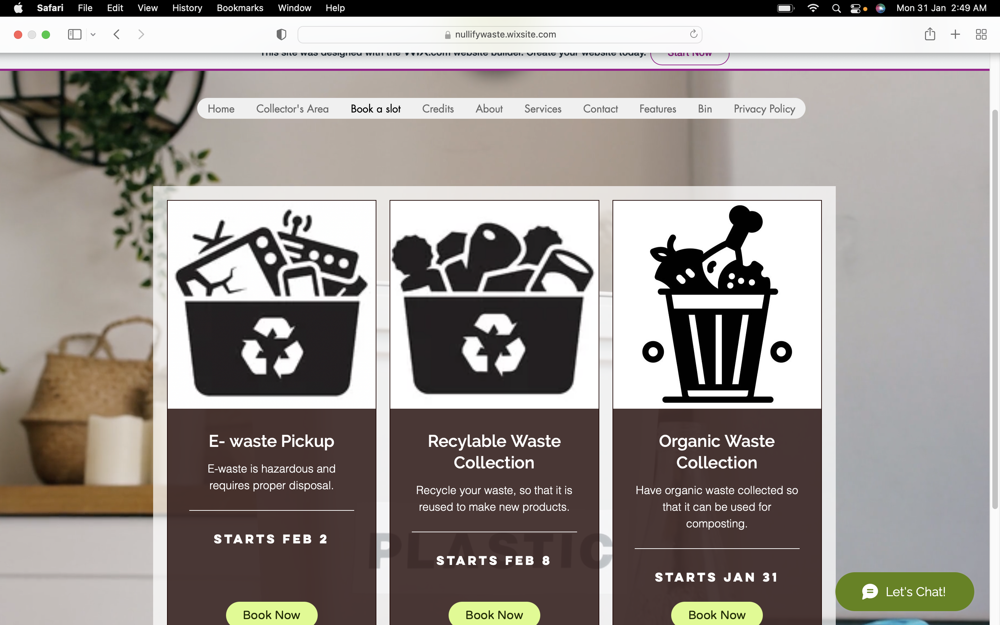 Safari File Edit View History Bookmarks Window Help Mon 31 Jan 2:49 AM
nullifywaste.wixsite.com
This site was designed with the WiX.com website builder. Create your website today. Start Now
Home Collector's Area Book a slot Credits About Services Contact Features Bin Privacy Policy
E- waste Pickup
E-waste is hazardous and
requires proper disposal.
STARTS FEB 2
Book Now
Recylable Waste
Collection
Recycle your waste, so that it is
reused to make new products.
STARTS FEB 8
Book Now
Organic Waste
Collection
Have organic waste collected so
that it can be used for
composting.
STARTS JAN 31
Book Now
PLASTIC
Let's Chat!